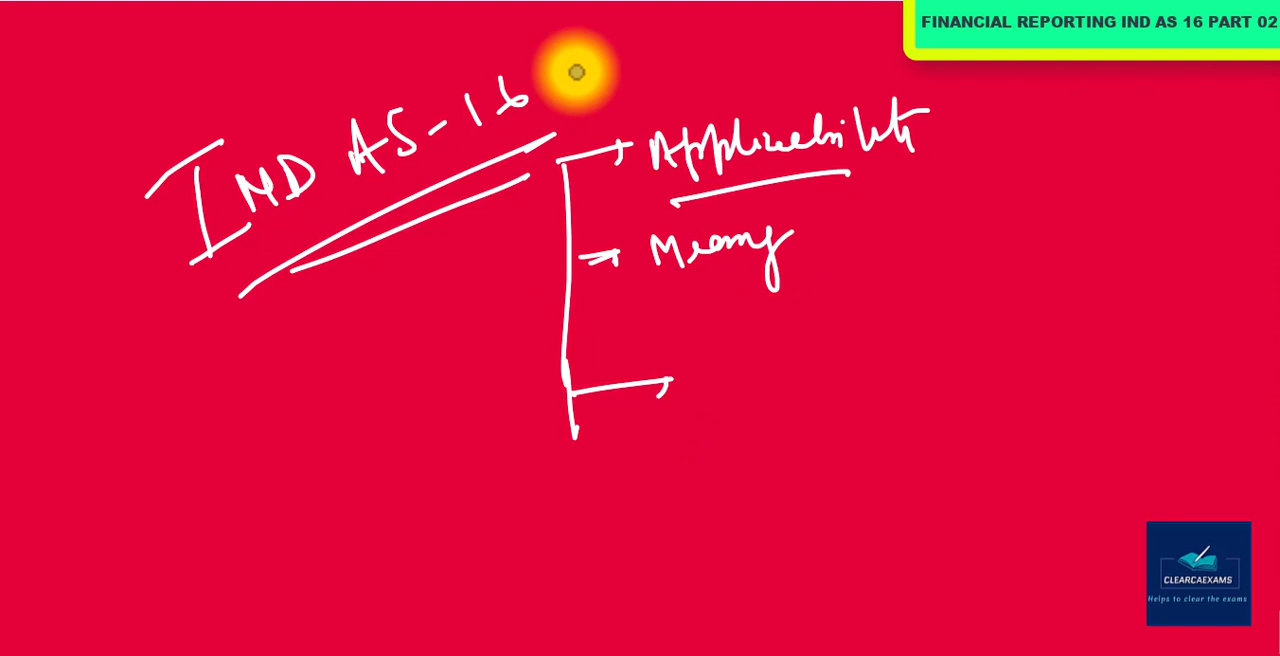 FINANCIAL REPORTING IND AS 16 PART 02
IND AS-16
Applicability
Meaning
CLEARCAEXAMS
Helps to clear the exams